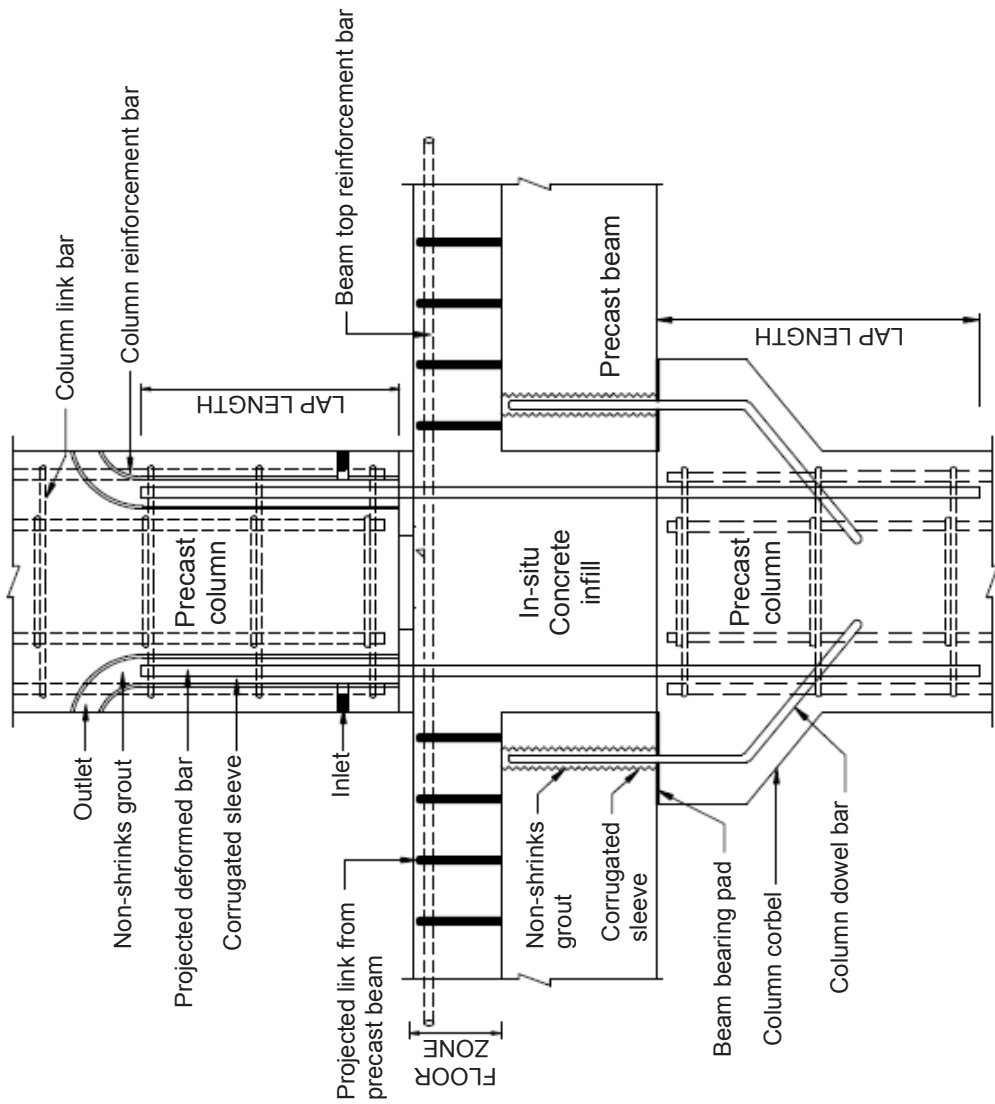 Column link bar
Column reinforcement bar
Outlet
Non-shrinks grout
Projected deformed bar
Corrugated sleeve
Inlet
Precast
column
LAP LENGTH
Beam top reinforcement bar
Projected link from
precast beam
FLOOR
ZONE
Non-shrinks
grout
Corrugated
sleeve
In-situ
Concrete
infill
Precast beam
Beam bearing pad
Column corbel
Column dowel bar
Precast
column
LAP LENGTH